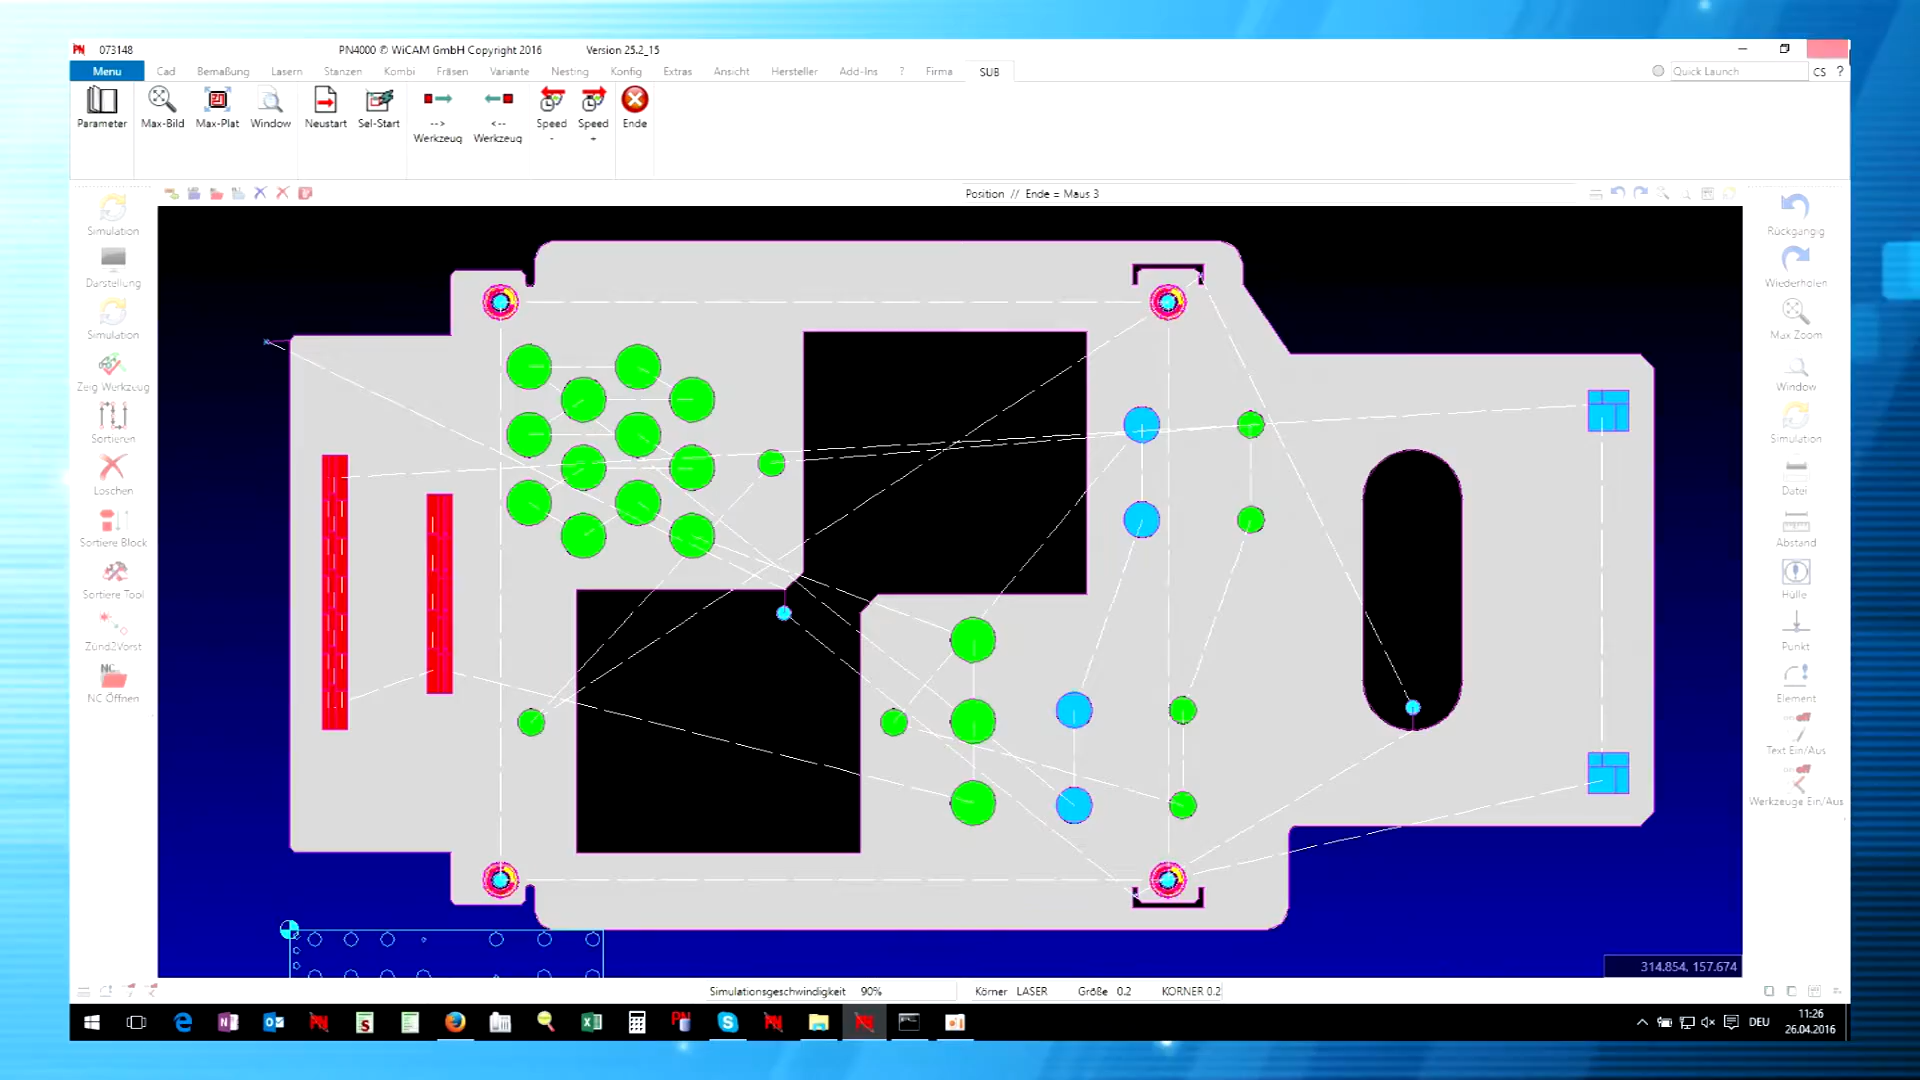 PN 073148 PN4000 © WiCAM GmbH Copyright 2016 Version 25.2_15
Menu Cad Bemaßung Lasern Stanzen Kombi Fräsen Variante Nesting Konfig Extras Ansicht Hersteller Add-Ins ? Firma SUB Quick Launch CS ?
Parameter Max-Bild Max-Plat Window Neustart Sel-Start --> Werkzeug <-- Werkzeug Speed - Speed + Ende
Position // Ende = Maus 3
Simulation
Darstellung
Simulation
Zeig Werkzeug
Sortieren
Löschen
Sortiere Block
Sortiere Tool
Zünd2Vorst
NC
NC Öffnen
Rückgängig
Wiederholen
Max Zoom
Window
Simulation
Datei
Abstand
Hülle
Punkt
Element
Text Ein/Aus
Werkzeuge Ein/Aus
314.854, 157.674
Simulationsgeschwindigkeit 90% Körner LASER Größe 0.2 KORNER 0.2
DEU
11:26
26.04.2016